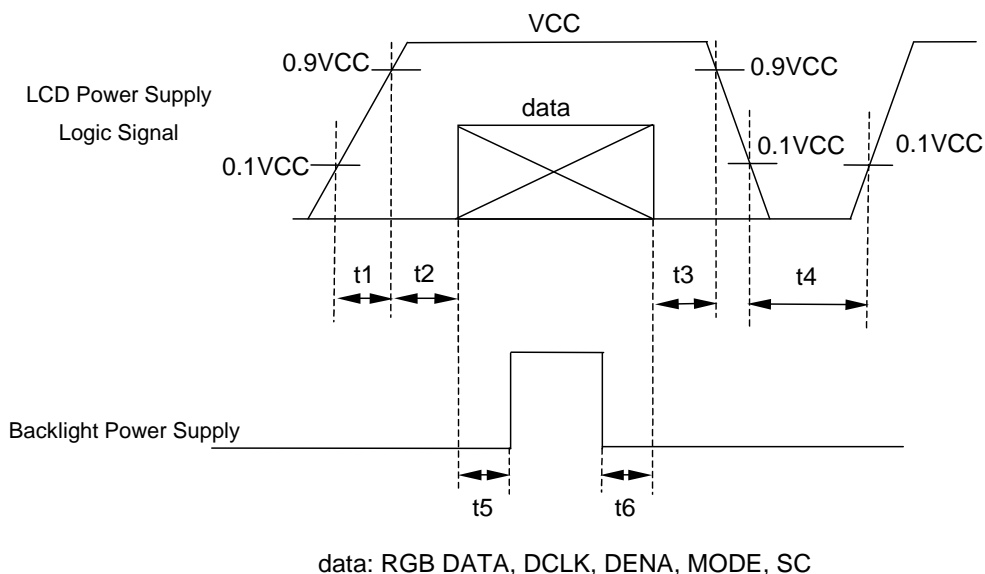 VCC
0.9VCC
0.9VCC
LCD Power Supply
Logic Signal
data
0.1VCC
0.1VCC
0.1VCC
t1
t2
t3
t4
Backlight Power Supply
t5
t6
data: RGB DATA, DCLK, DENA, MODE, SC